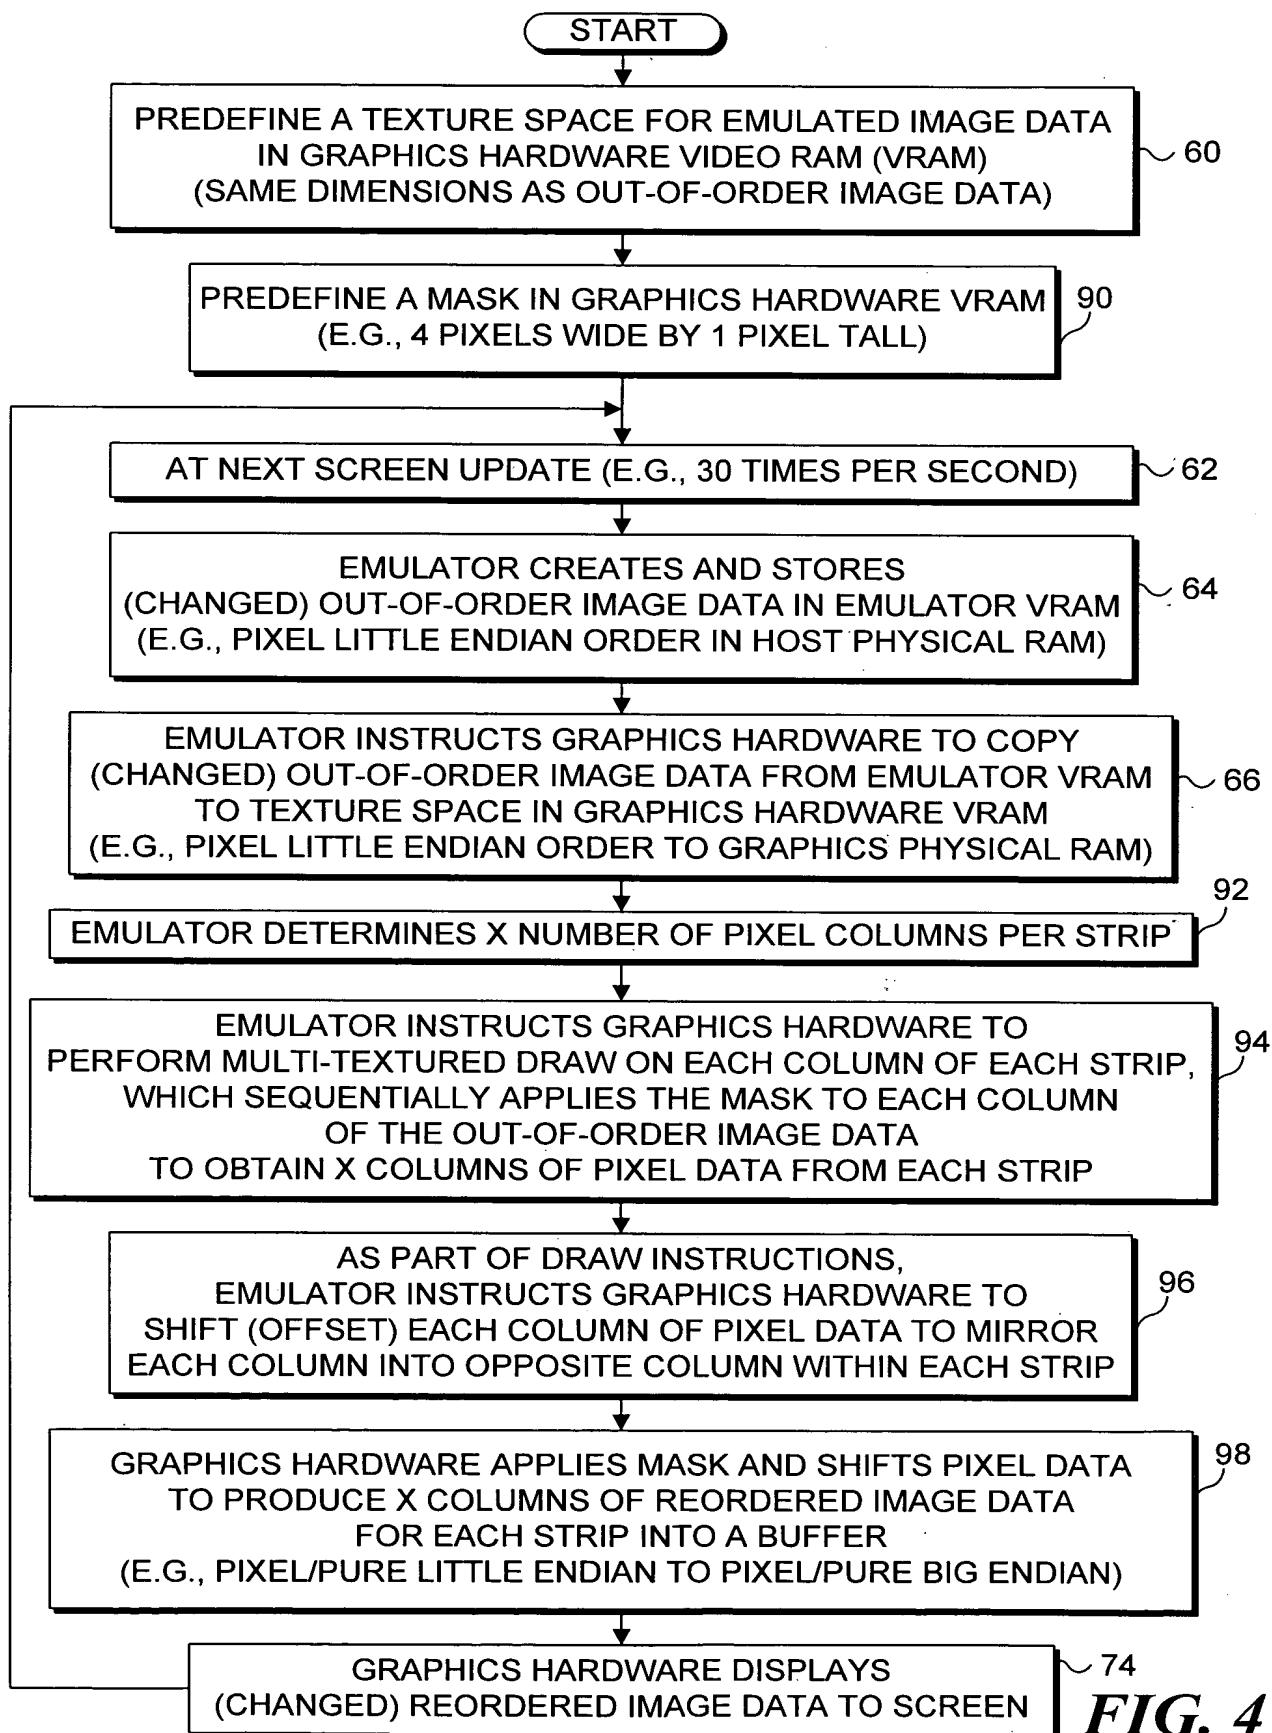 START
PREDEFINE A TEXTURE SPACE FOR EMULATED IMAGE DATA
IN GRAPHICS HARDWARE VIDEO RAM (VRAM)
(SAME DIMENSIONS AS OUT-OF-ORDER IMAGE DATA)
60
PREDEFINE A MASK IN GRAPHICS HARDWARE VRAM
(E.G., 4 PIXELS WIDE BY 1 PIXEL TALL)
90
AT NEXT SCREEN UPDATE (E.G., 30 TIMES PER SECOND)
62
EMULATOR CREATES AND STORES
(CHANGED) OUT-OF-ORDER IMAGE DATA IN EMULATOR VRAM
(E.G., PIXEL LITTLE ENDIAN ORDER IN HOST PHYSICAL RAM)
64
EMULATOR INSTRUCTS GRAPHICS HARDWARE TO COPY
(CHANGED) OUT-OF-ORDER IMAGE DATA FROM EMULATOR VRAM
TO TEXTURE SPACE IN GRAPHICS HARDWARE VRAM
(E.G., PIXEL LITTLE ENDIAN ORDER TO GRAPHICS PHYSICAL RAM)
66
EMULATOR DETERMINES X NUMBER OF PIXEL COLUMNS PER STRIP
92
EMULATOR INSTRUCTS GRAPHICS HARDWARE TO
PERFORM MULTI-TEXTURED DRAW ON EACH COLUMN OF EACH STRIP,
WHICH SEQUENTIALLY APPLIES THE MASK TO EACH COLUMN
OF THE OUT-OF-ORDER IMAGE DATA
TO OBTAIN X COLUMNS OF PIXEL DATA FROM EACH STRIP
94
AS PART OF DRAW INSTRUCTIONS,
EMULATOR INSTRUCTS GRAPHICS HARDWARE TO
SHIFT (OFFSET) EACH COLUMN OF PIXEL DATA TO MIRROR
EACH COLUMN INTO OPPOSITE COLUMN WITHIN EACH STRIP
96
GRAPHICS HARDWARE APPLIES MASK AND SHIFTS PIXEL DATA
TO PRODUCE X COLUMNS OF REORDERED IMAGE DATA
FOR EACH STRIP INTO A BUFFER
(E.G., PIXEL/PURE LITTLE ENDIAN TO PIXEL/PURE BIG ENDIAN)
98
GRAPHICS HARDWARE DISPLAYS
(CHANGED) REORDERED IMAGE DATA TO SCREEN
74
FIG. 4